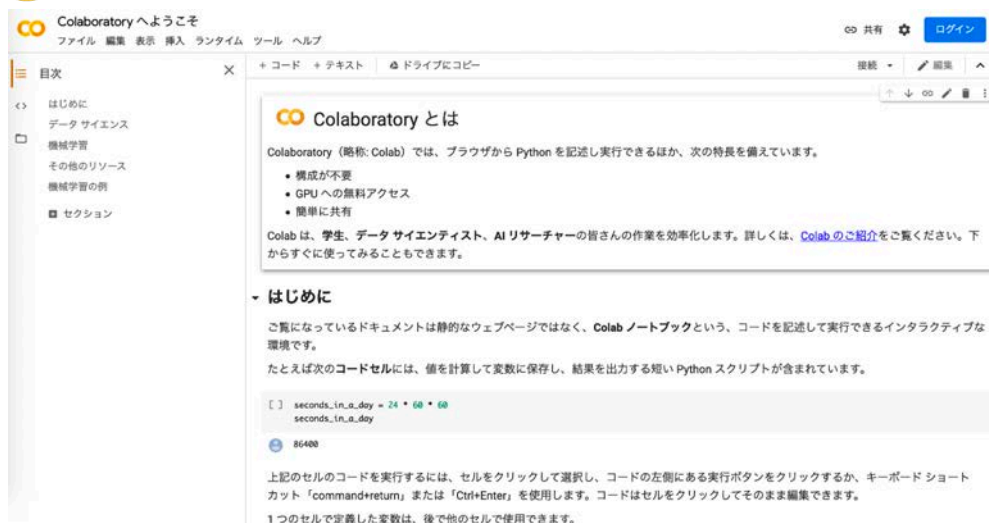 Colaboratory へようこそ
ファイル 編集 表示 挿入 ランタイム ツール ヘルプ
共有
ログイン
目次
はじめに
データ サイエンス
機械学習
その他のリソース
機械学習の例
セクション
+ コード + テキスト ドライブにコピー
接続 編集
Colaboratory とは
Colaboratory（略称: Colab）では、ブラウザから Python を記述し実行できるほか、次の特長を備えています。
• 構成が不要
• GPU への無料アクセス
• 簡単に共有
Colab は、学生、データ サイエンティスト、AI リサーチャーの皆さんの作業を効率化します。詳しくは、Colab のご紹介をご覧ください。下
からすぐに使ってみることもできます。
はじめに
ご覧になっているドキュメントは静的なウェブページではなく、Colab ノートブックという、コードを記述して実行できるインタラクティブな
環境です。
たとえば次のコードセルには、値を計算して変数に保存し、結果を出力する短い Python スクリプトが含まれています。
[ ] seconds_in_a_day = 24 * 60 * 60
seconds_in_a_day
86400
上記のセルのコードを実行するには、セルをクリックして選択し、コードの左側にある実行ボタンをクリックするか、キーボード ショート
カット「command+return」または「Ctrl+Enter」を使用します。コードはセルをクリックしてそのまま編集できます。
1 つのセルで定義した変数は、後で他のセルで使用できます。